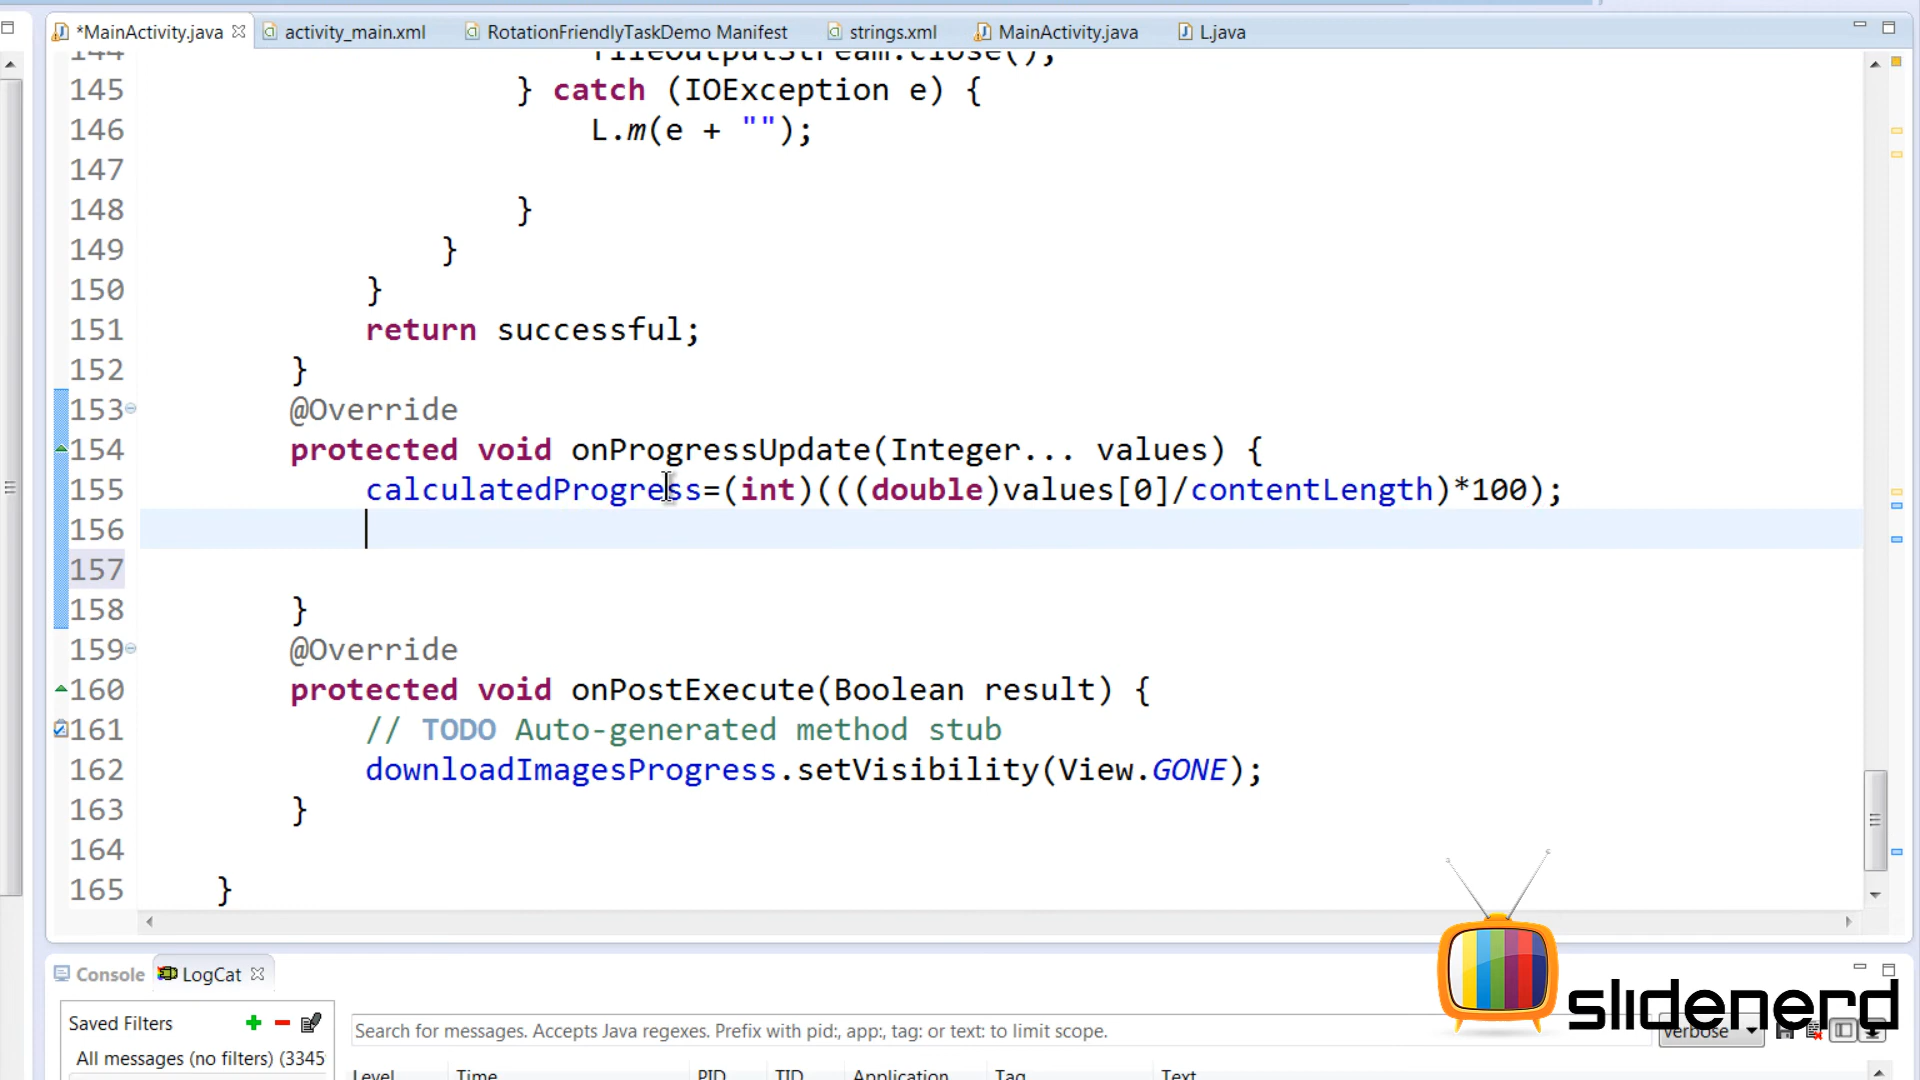 *MainActivity.java activity_main.xml RotationFriendlyTaskDemo Manifest strings.xml MainActivity.java L.java
144 fileOutputStream.close();
145 } catch (IOException e) {
146 L.m(e + "");
147
148 }
149 }
150 }
151 return successful;
152 }
153 @Override
154 protected void onProgressUpdate(Integer... values) {
155 calculatedProgress=(int)(((double)values[0]/contentLength)*100);
156
157
158 }
159 @Override
160 protected void onPostExecute(Boolean result) {
161 // TODO Auto-generated method stub
162 downloadImagesProgress.setVisibility(View.GONE);
163 }
164
165 }
Console LogCat
Saved Filters
All messages (no filters) (3345
Search for messages. Accepts Java regexes. Prefix with pid:, app:, tag: or text: to limit scope.
verbose
Level Time PID TID Application Tag Text
slidenerd